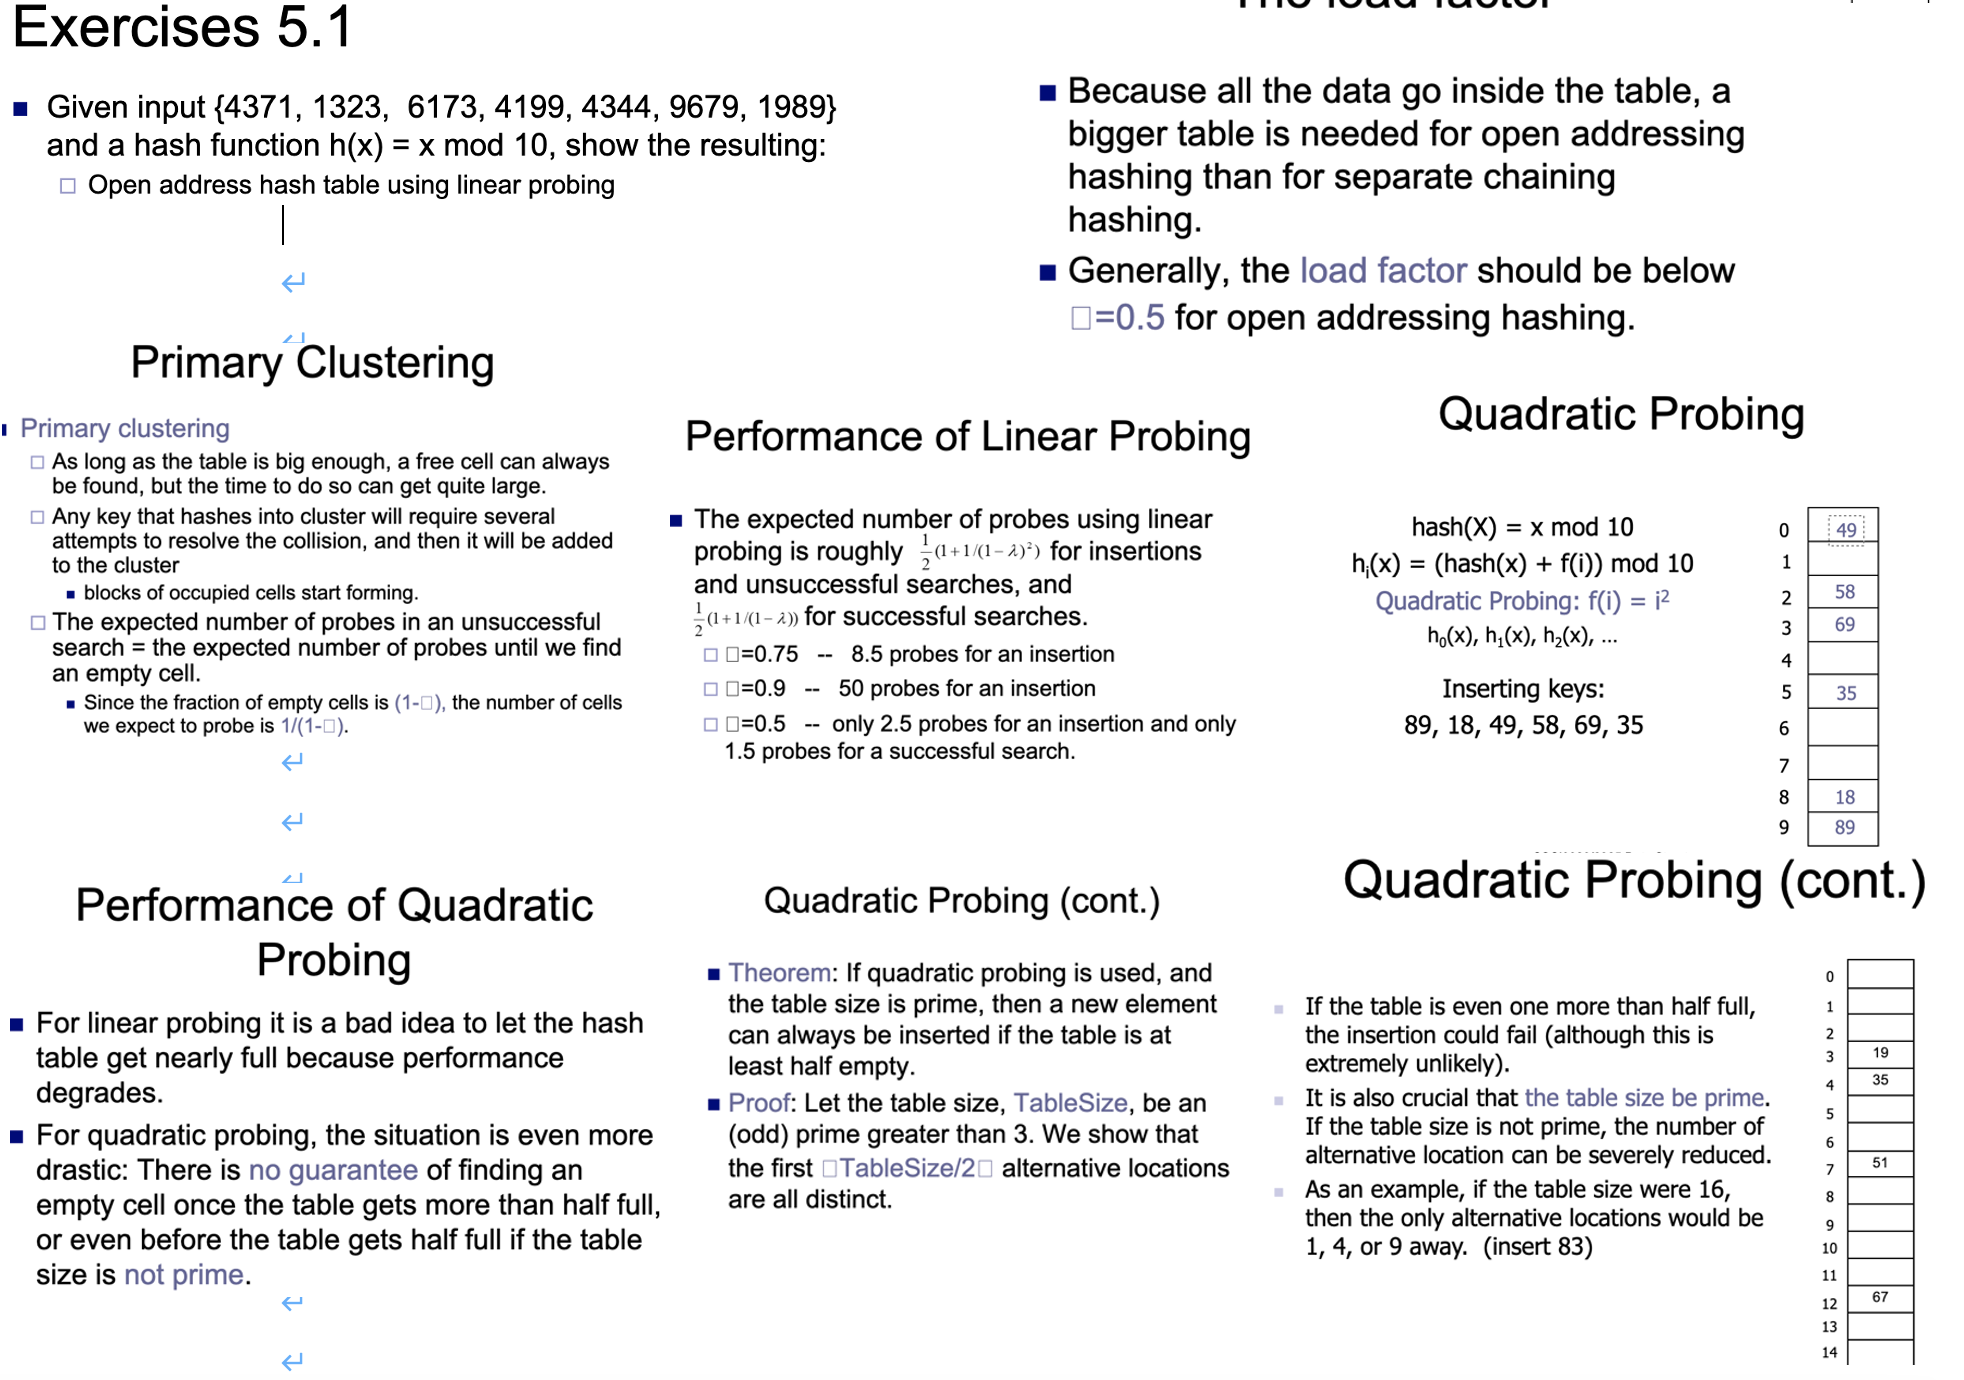 Exercises 5.1
■ Given input {4371, 1323, 6173, 4199, 4344, 9679, 1989}
and a hash function h(x) = x mod 10, show the resulting:
□ Open address hash table using linear probing
The load factor
■ Because all the data go inside the table, a
bigger table is needed for open addressing
hashing than for separate chaining
hashing.
■ Generally, the load factor should be below
□=0.5 for open addressing hashing.
Primary Clustering
Primary clustering
□ As long as the table is big enough, a free cell can always
be found, but the time to do so can get quite large.
□ Any key that hashes into cluster will require several
attempts to resolve the collision, and then it will be added
to the cluster
■ blocks of occupied cells start forming.
□ The expected number of probes in an unsuccessful
search = the expected number of probes until we find
an empty cell.
■ Since the fraction of empty cells is (1-□), the number of cells
we expect to probe is 1/(1-□).
Performance of Linear Probing
■ The expected number of probes using linear
probing is roughly 1/2(1+1/(1−λ)²) for insertions
and unsuccessful searches, and
1/2(1+1/(1−λ)) for successful searches.
□ □=0.75 -- 8.5 probes for an insertion
□ □=0.9 -- 50 probes for an insertion
□ □=0.5 -- only 2.5 probes for an insertion and only
1.5 probes for a successful search.
Quadratic Probing
hash(X) = x mod 10
hᵢ(x) = (hash(x) + f(i)) mod 10
Quadratic Probing: f(i) = i²
h₀(x), h₁(x), h₂(x), ...
Inserting keys:
89, 18, 49, 58, 69, 35
0 49
1
2 58
3 69
4
5 35
6
7
8 18
9 89
Performance of Quadratic
Probing
■ For linear probing it is a bad idea to let the hash
table get nearly full because performance
degrades.
■ For quadratic probing, the situation is even more
drastic: There is no guarantee of finding an
empty cell once the table gets more than half full,
or even before the table gets half full if the table
size is not prime.
Quadratic Probing (cont.)
■ Theorem: If quadratic probing is used, and
the table size is prime, then a new element
can always be inserted if the table is at
least half empty.
■ Proof: Let the table size, TableSize, be an
(odd) prime greater than 3. We show that
the first □TableSize/2□ alternative locations
are all distinct.
Quadratic Probing (cont.)
■ If the table is even one more than half full,
the insertion could fail (although this is
extremely unlikely).
■ It is also crucial that the table size be prime.
If the table size is not prime, the number of
alternative location can be severely reduced.
■ As an example, if the table size were 16,
then the only alternative locations would be
1, 4, or 9 away. (insert 83)
0
1
2
3 19
4 35
5
6
7 51
8
9
10
11
12 67
13
14